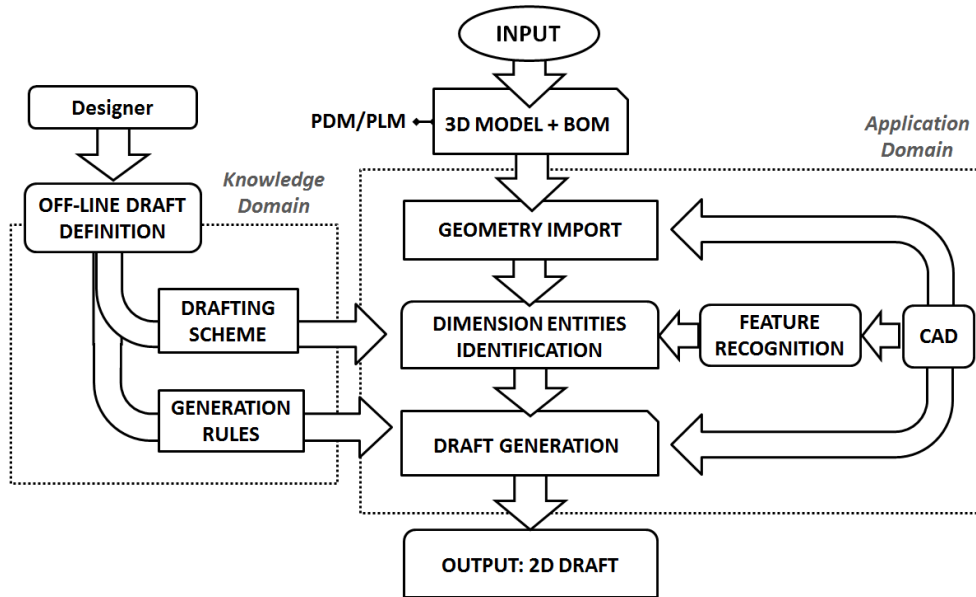 INPUT
Designer
PDM/PLM
3D MODEL + BOM
Application
Domain
Knowledge
Domain
OFF-LINE DRAFT
DEFINITION
GEOMETRY IMPORT
DRAFTING
SCHEME
DIMENSION ENTITIES
IDENTIFICATION
FEATURE
RECOGNITION
CAD
GENERATION
RULES
DRAFT GENERATION
OUTPUT: 2D DRAFT